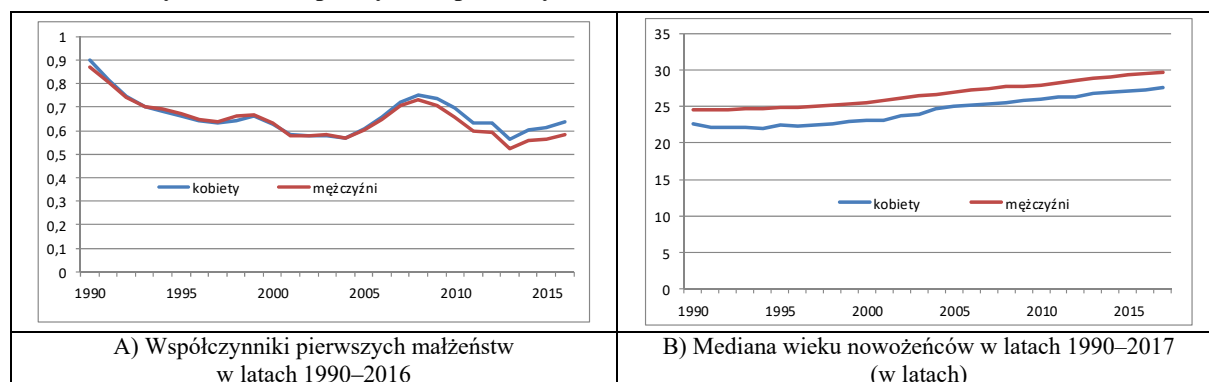 1
0,9
0,8
0,7
0,6
0,5
0,4
0,3
0,2
0,1
0
kobiety mężczyźni
1990 1995 2000 2005 2010 2015
35
30
25
20
15
10
5
0
kobiety mężczyźni
1990 1995 2000 2005 2010 2015
A) Współczynniki pierwszych małżeństw
w latach 1990–2016
B) Mediana wieku nowożeńców w latach 1990–2017
(w latach)